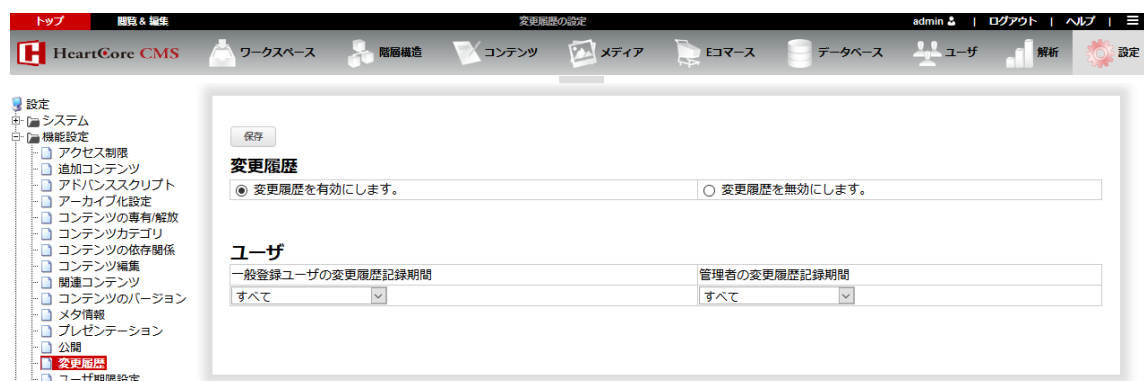 トップ 閲覧 & 編集 変更履歴の設定 admin | ログアウト | ヘルプ |
HeartCore CMS ワークスペース 階層構造 コンテンツ メディア Eコマース データベース ユーザ 解析 設定
設定
システム
機能設定
アクセス制限
追加コンテンツ
アドバンススクリプト
アーカイブ化設定
コンテンツの専有/解放
コンテンツカテゴリ
コンテンツの依存関係
コンテンツ編集
関連コンテンツ
コンテンツのバージョン
メタ情報
プレゼンテーション
公開
変更履歴
ユーザ期限設定
保存
変更履歴
変更履歴を有効にします。 変更履歴を無効にします。
ユーザ
一般登録ユーザの変更履歴記録期間 管理者の変更履歴記録期間
すべて すべて